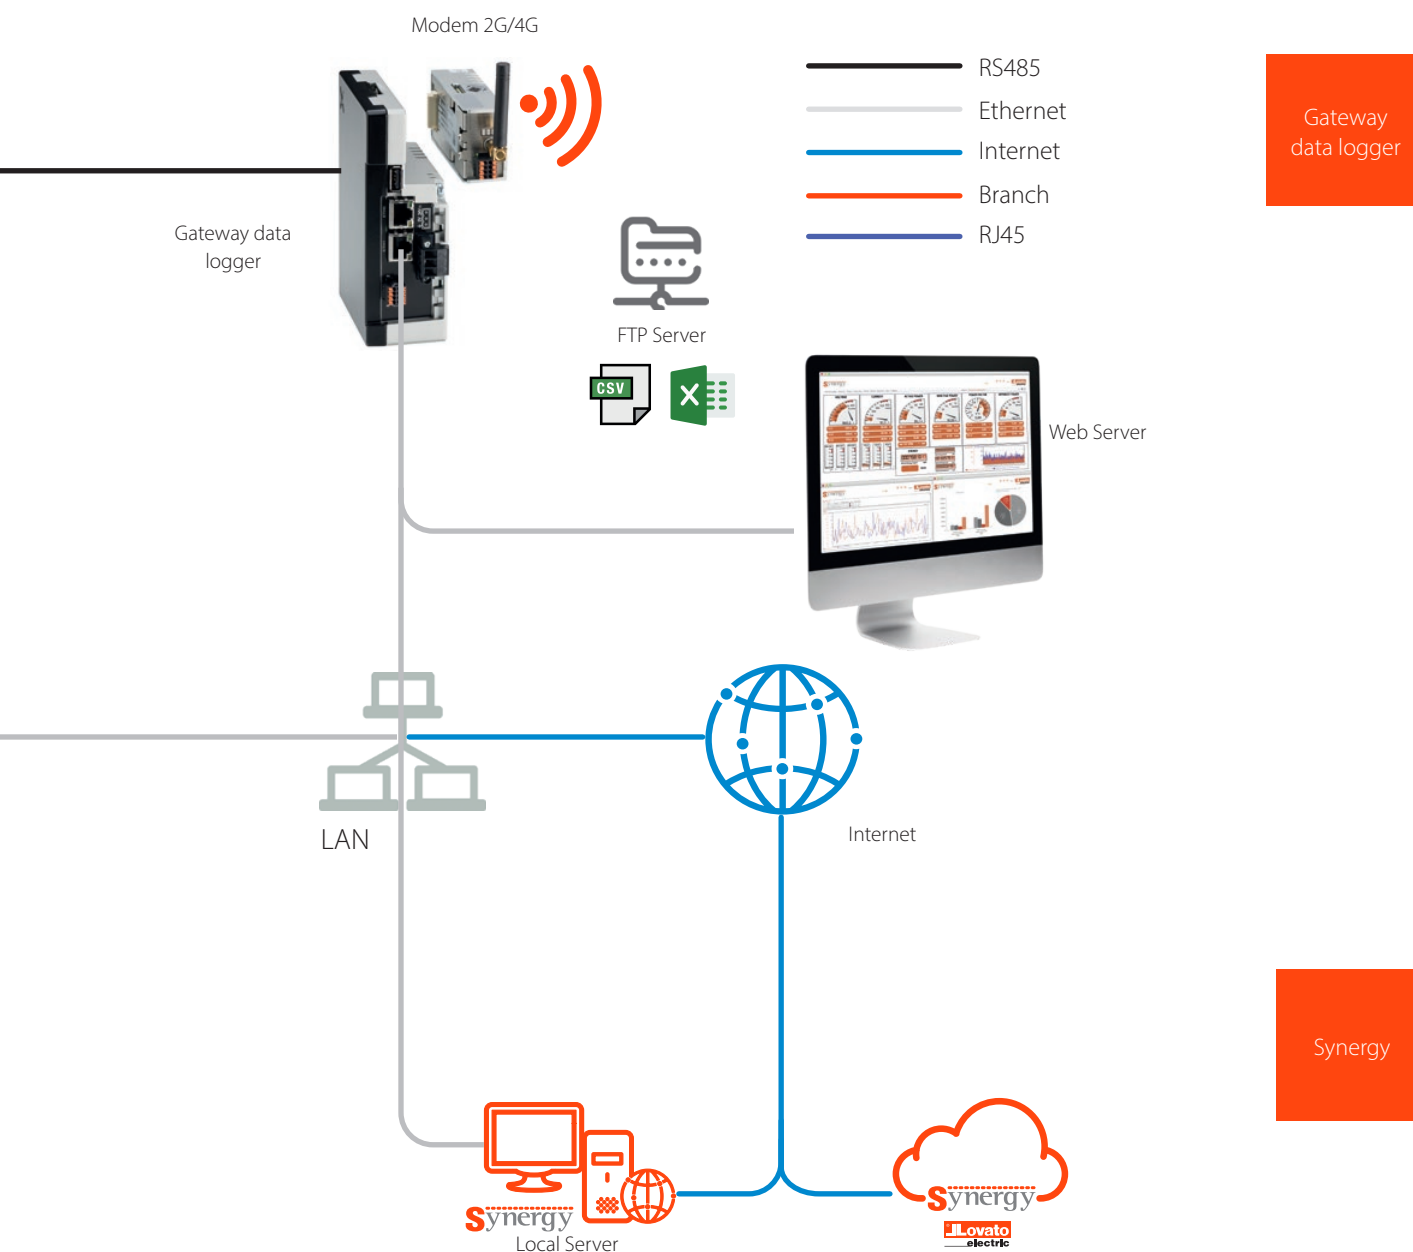 Modem 2G/4G
RS485
Ethernet
Internet
Branch
RJ45
Gateway
data logger
Gateway data
logger
FTP Server
CSV
X
Web Server
LAN
Internet
Synergy
Synergy
Local Server
Synergy
Lovato
electric